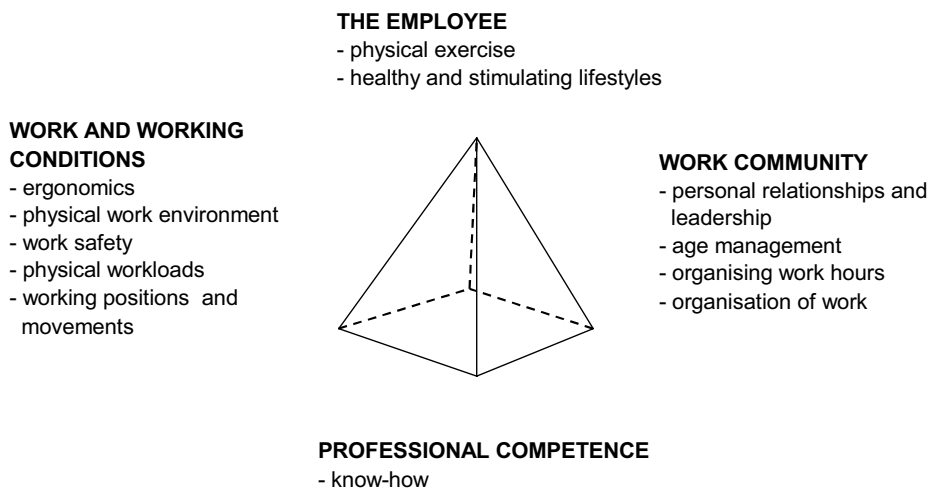 THE EMPLOYEE
- physical exercise
- healthy and stimulating lifestyles
WORK AND WORKING
CONDITIONS
- ergonomics
- physical work environment
- work safety
- physical workloads
- working positions and
movements
WORK COMMUNITY
- personal relationships and
leadership
- age management
- organising work hours
- organisation of work
PROFESSIONAL COMPETENCE
- know-how